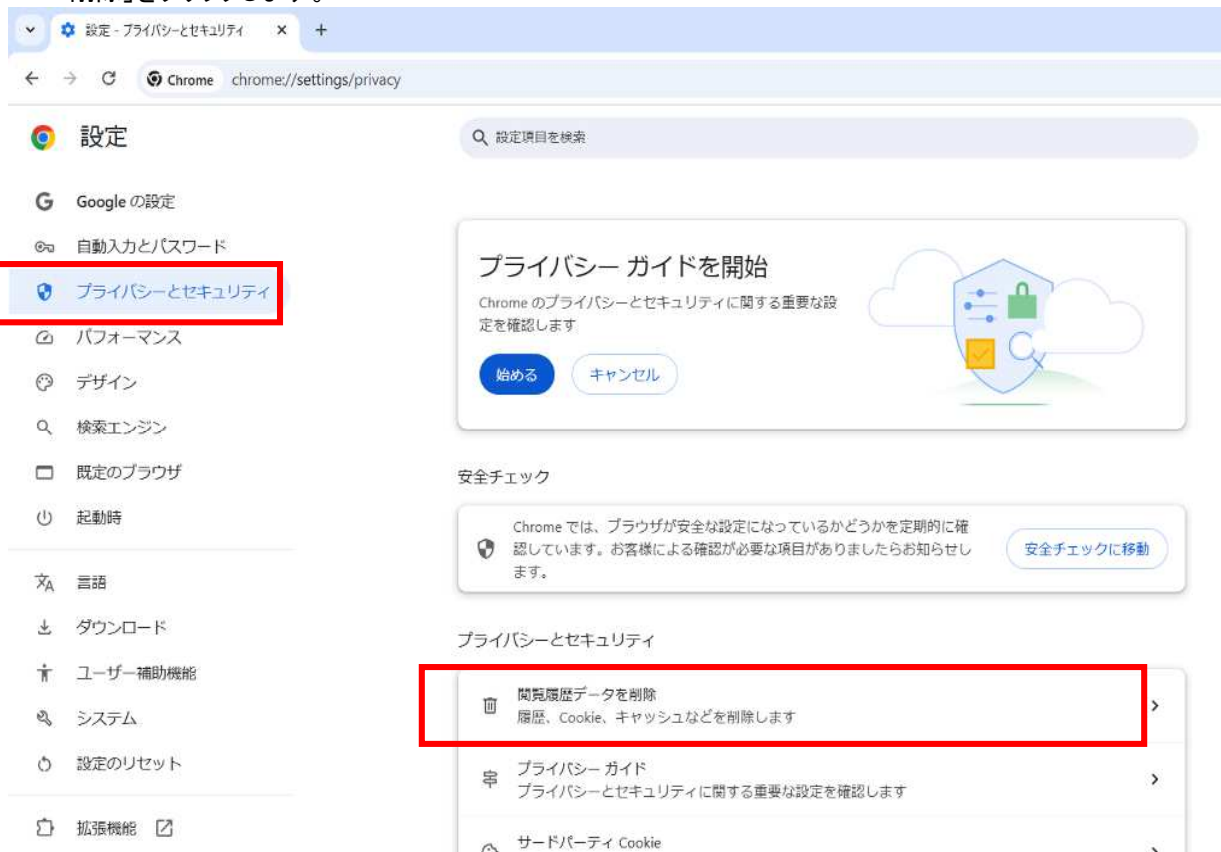 設定 - プライバシーとセキュリティ
Chrome chrome://settings/privacy
設定
設定項目を検索
Google の設定
自動入力とパスワード
プライバシーとセキュリティ
パフォーマンス
デザイン
検索エンジン
既定のブラウザ
起動時
言語
ダウンロード
ユーザー補助機能
システム
設定のリセット
拡張機能
プライバシー ガイドを開始
Chrome のプライバシーとセキュリティに関する重要な設
定を確認します
始める キャンセル
安全チェック
Chrome では、ブラウザが安全な設定になっているかどうかを定期的に確
認しています。お客様による確認が必要な項目がありましたらお知らせし
ます。
安全チェックに移動
プライバシーとセキュリティ
閲覧履歴データを削除
履歴、Cookie、キャッシュなどを削除します
プライバシー ガイド
プライバシーとセキュリティに関する重要な設定を確認します
サードパーティ Cookie